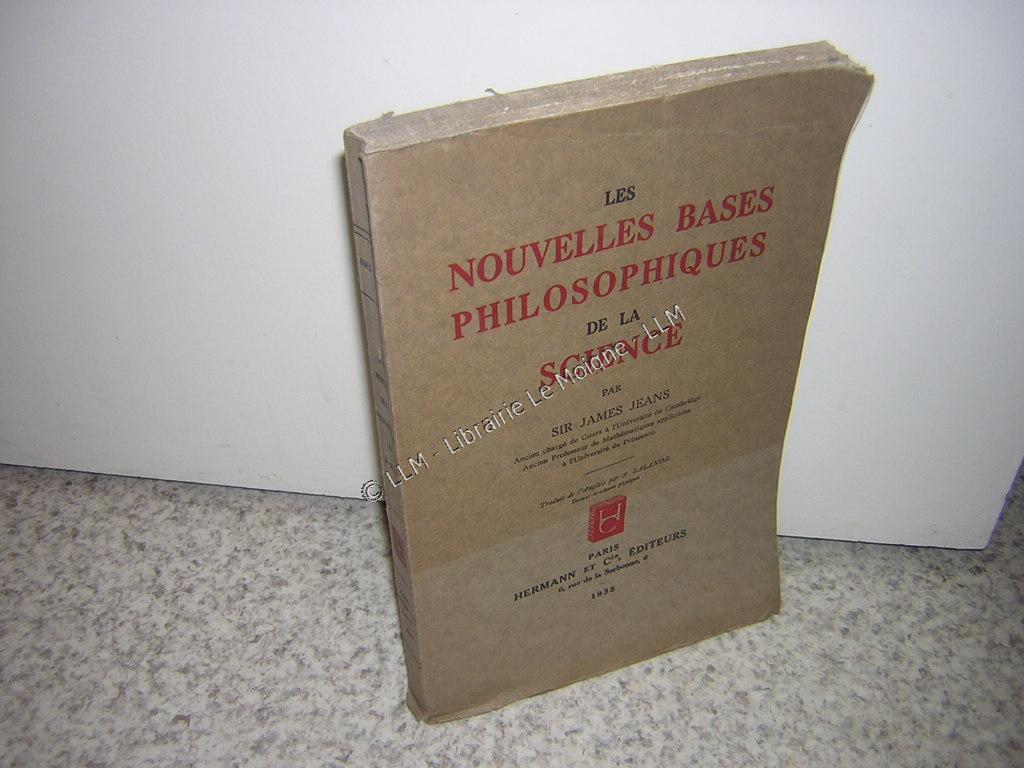 LES
NOUVELLES BASES
PHILOSOPHIQUES
DE LA
SCIENCE
PAR
SIR JAMES JEANS
Ancien chargé de Cours à l'Université de Cambridge
Ancien Professeur de Mathématiques appliquées
à l'Université de Princeton
Traduit de l'Anglais par A. LALANDE.
PARIS
HERMANN ET Cie, ÉDITEURS
6, rue de la Sorbonne, 6
1935
© LLM - Librairie Le Moigne - LLM